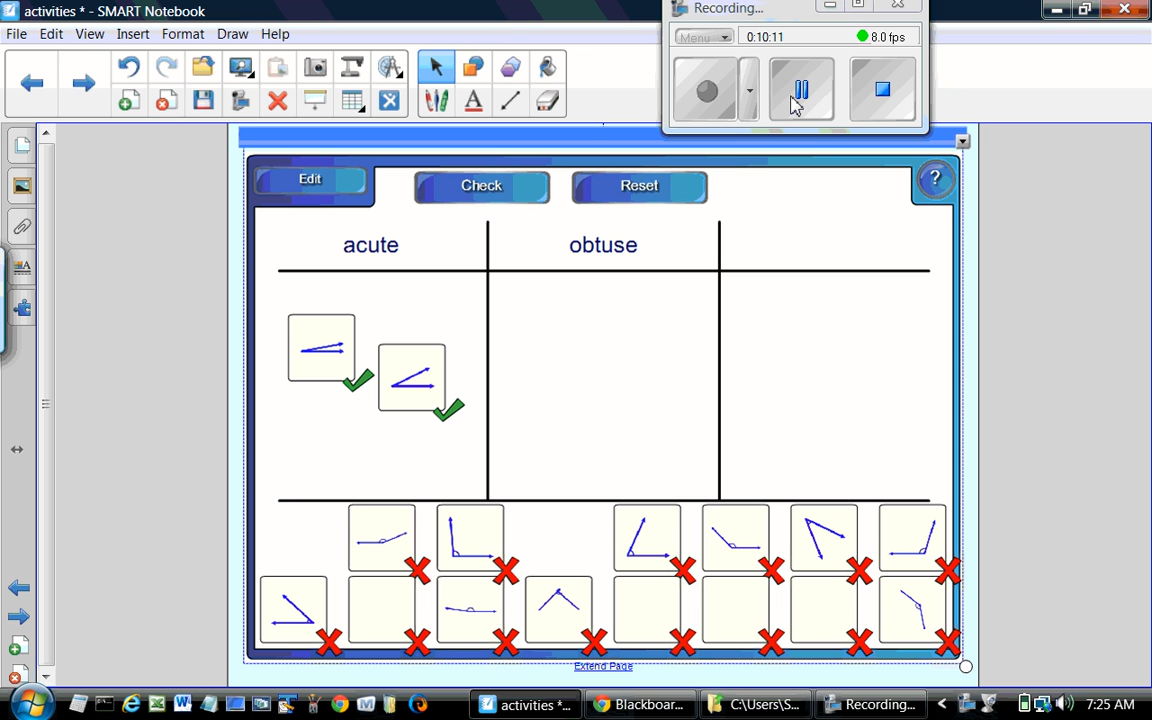 activities * - SMART Notebook
Recording...
File Edit View Insert Format Draw Help
Menu 0:10:11 8.0 fps
Edit Check Reset ?
acute obtuse
Extend Page
activities *... Blackboar... C:\Users\S... Recording... < 7:25 AM